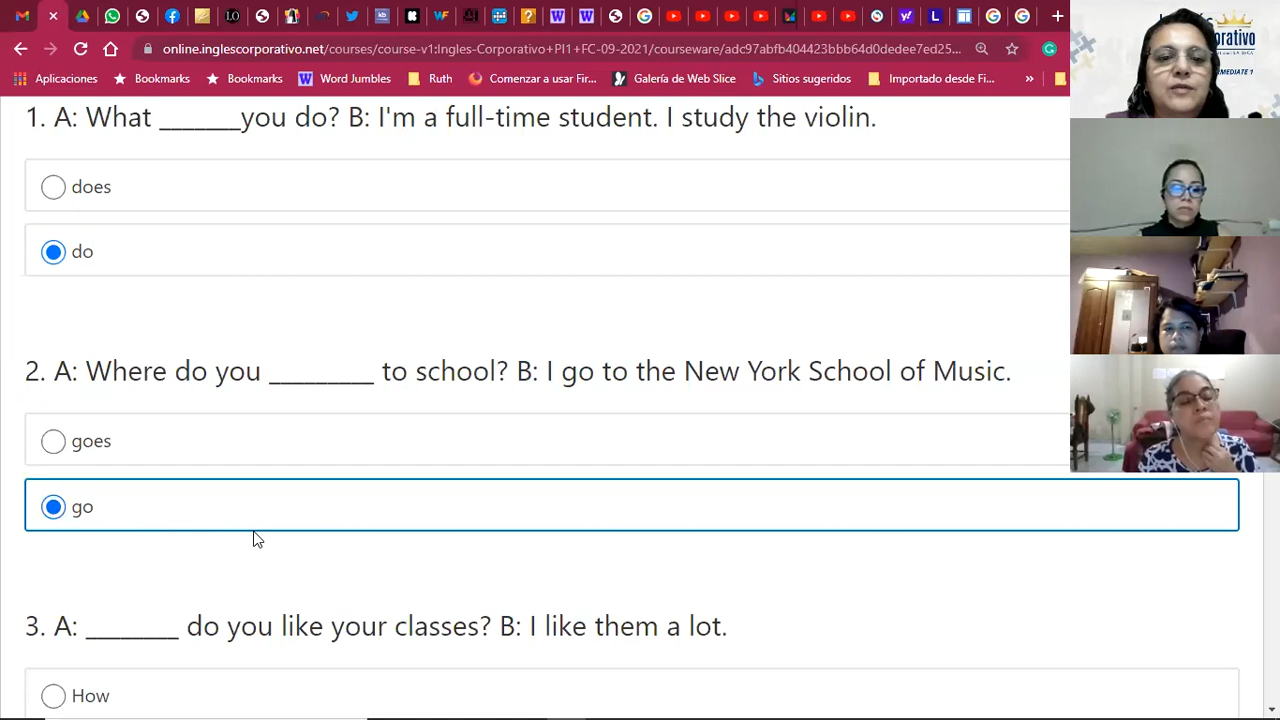 online.inglescorporativo.net/courses/course-v1:Ingles-Corporativo+PI1+FC-09-2021/courseware/adc97abfb404423bbb64d0dedee7ed25...
Aplicaciones Bookmarks Bookmarks Word Jumbles Ruth Comenzar a usar Fir... Galería de Web Slice Sitios sugeridos Importado desde Fi... »
1. A: What _______you do? B: I'm a full-time student. I study the violin.
does
do
2. A: Where do you _________ to school? B: I go to the New York School of Music.
goes
go
3. A: ________ do you like your classes? B: I like them a lot.
How